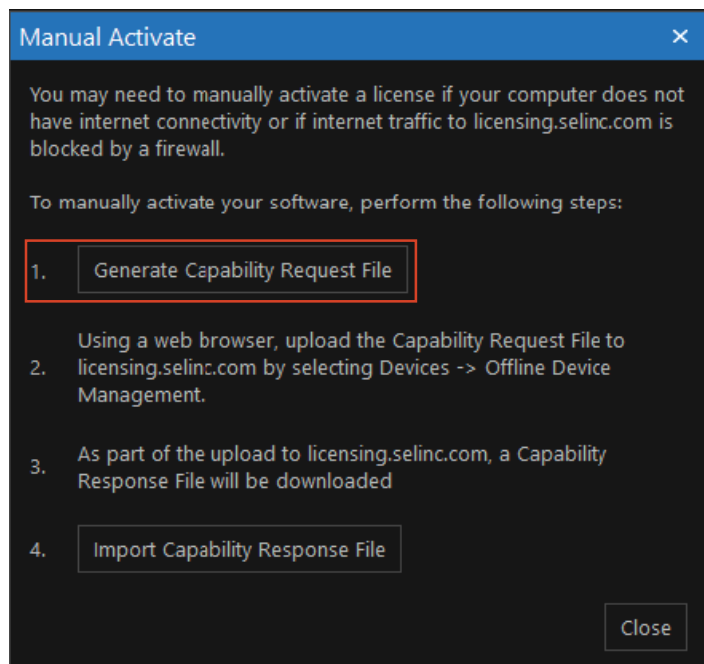 Manual Activate ×
You may need to manually activate a license if your computer does not
have internet connectivity or if internet traffic to licensing.selinc.com is
blocked by a firewall.
To manually activate your software, perform the following steps:
1. Generate Capability Request File
Using a web browser, upload the Capability Request File to
2. licensing.selinc.com by selecting Devices -> Offline Device
Management.
3. As part of the upload to licensing.selinc.com, a Capability
Response File will be downloaded
4. Import Capability Response File
Close